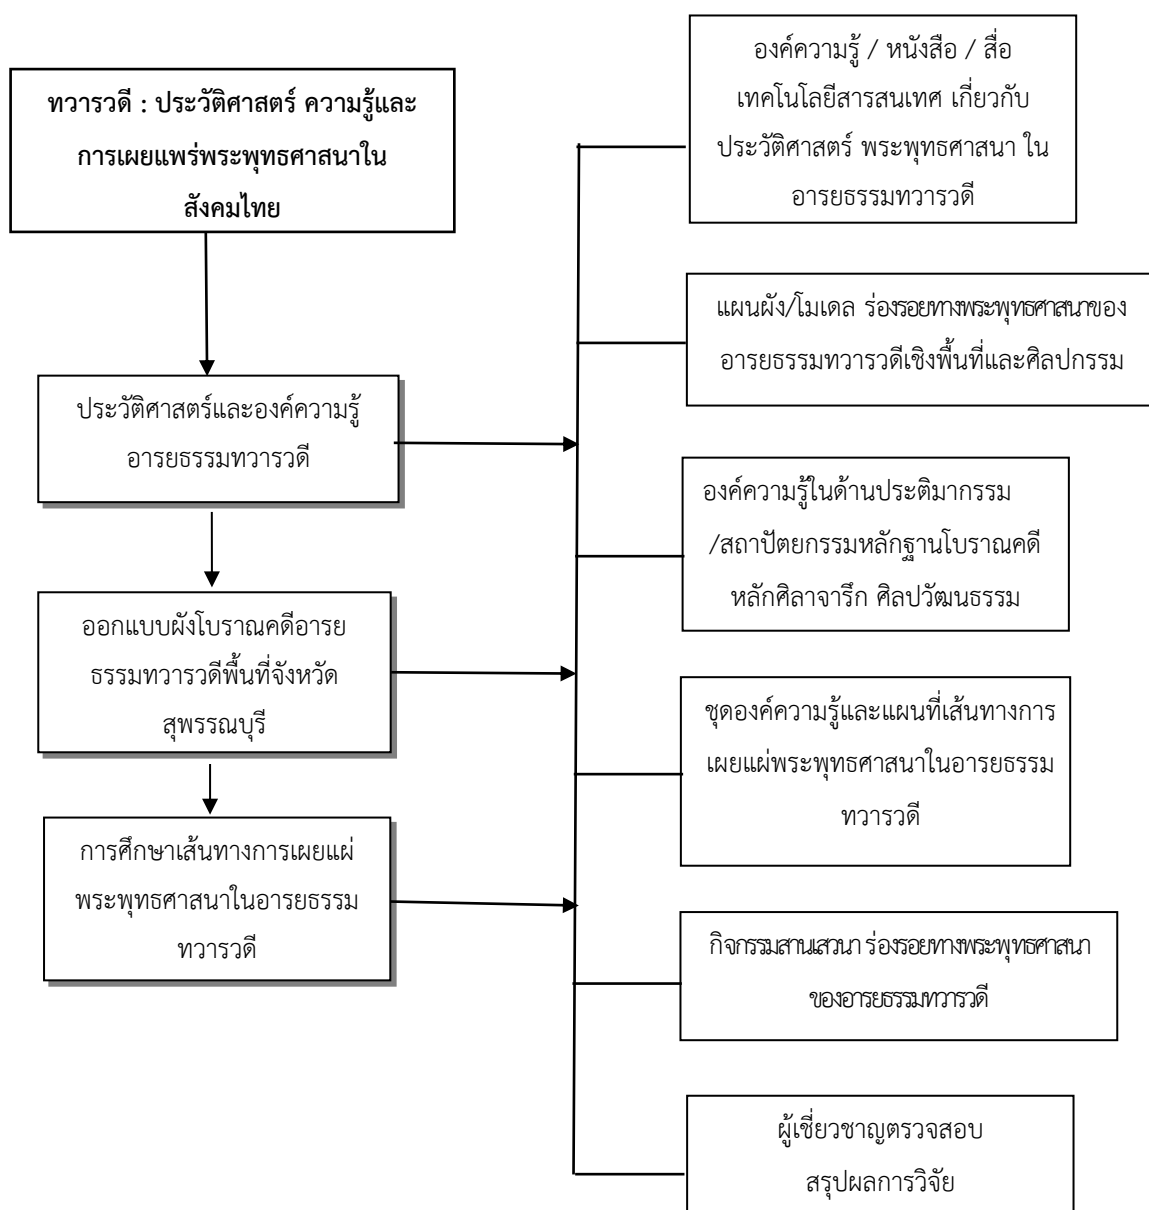 ทวารวดี : ประวัติศาสตร์ ความรู้และ
การเผยแพร่พระพุทธศาสนาใน
สังคมไทย
ประวัติศาสตร์และองค์ความรู้
อารยธรรมทวารวดี
ออกแบบผังโบราณคดีอารย
ธรรมทวารวดีพื้นที่จังหวัด
สุพรรณบุรี
การศึกษาเส้นทางการเผยแผ่
พระพุทธศาสนาในอารยธรรม
ทวารวดี
องค์ความรู้ / หนังสือ / สื่อ
เทคโนโลยีสารสนเทศ เกี่ยวกับ
ประวัติศาสตร์ พระพุทธศาสนา ใน
อารยธรรมทวารวดี
แผนผัง/โมเดล ร่องรอยทางพระพุทธศาสนาของ
อารยธรรมทวารวดีเชิงพื้นที่และศิลปกรรม
องค์ความรู้ในด้านประติมากรรม
/สถาปัตยกรรมหลักฐานโบราณคดี
หลักศิลาจารึก ศิลปวัฒนธรรม
ชุดองค์ความรู้และแผนที่เส้นทางการ
เผยแผ่พระพุทธศาสนาในอารยธรรม
ทวารวดี
กิจกรรมสานเสวนา ร่องรอยทางพระพุทธศาสนา
ของอารยธรรมทวารวดี
ผู้เชี่ยวชาญตรวจสอบ
สรุปผลการวิจัย